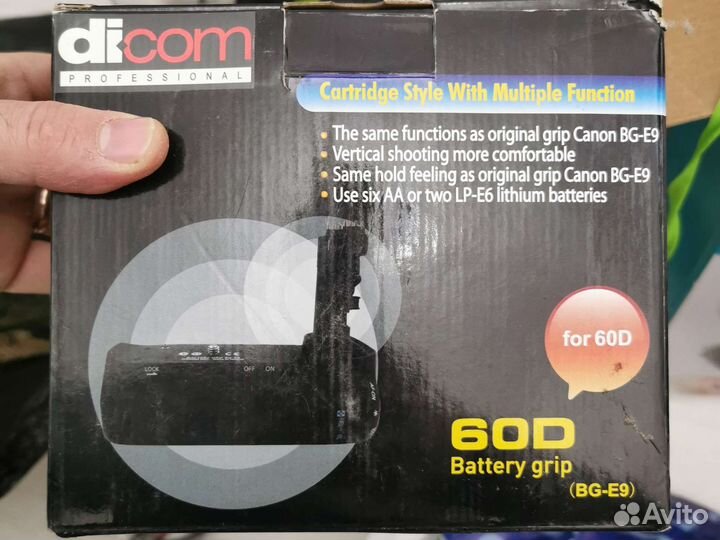 dicom
PROFESSIONAL
Cartridge Style With Multiple Function
• The same functions as original grip Canon BG-E9
• Vertical shooting more comfortable
• Same hold feeling as original grip Canon BG-E9
• Use six AA or two LP-E6 lithium batteries
for 60D
LOCK
OFF ON
60D
Battery grip
(BG-E9)
Avito